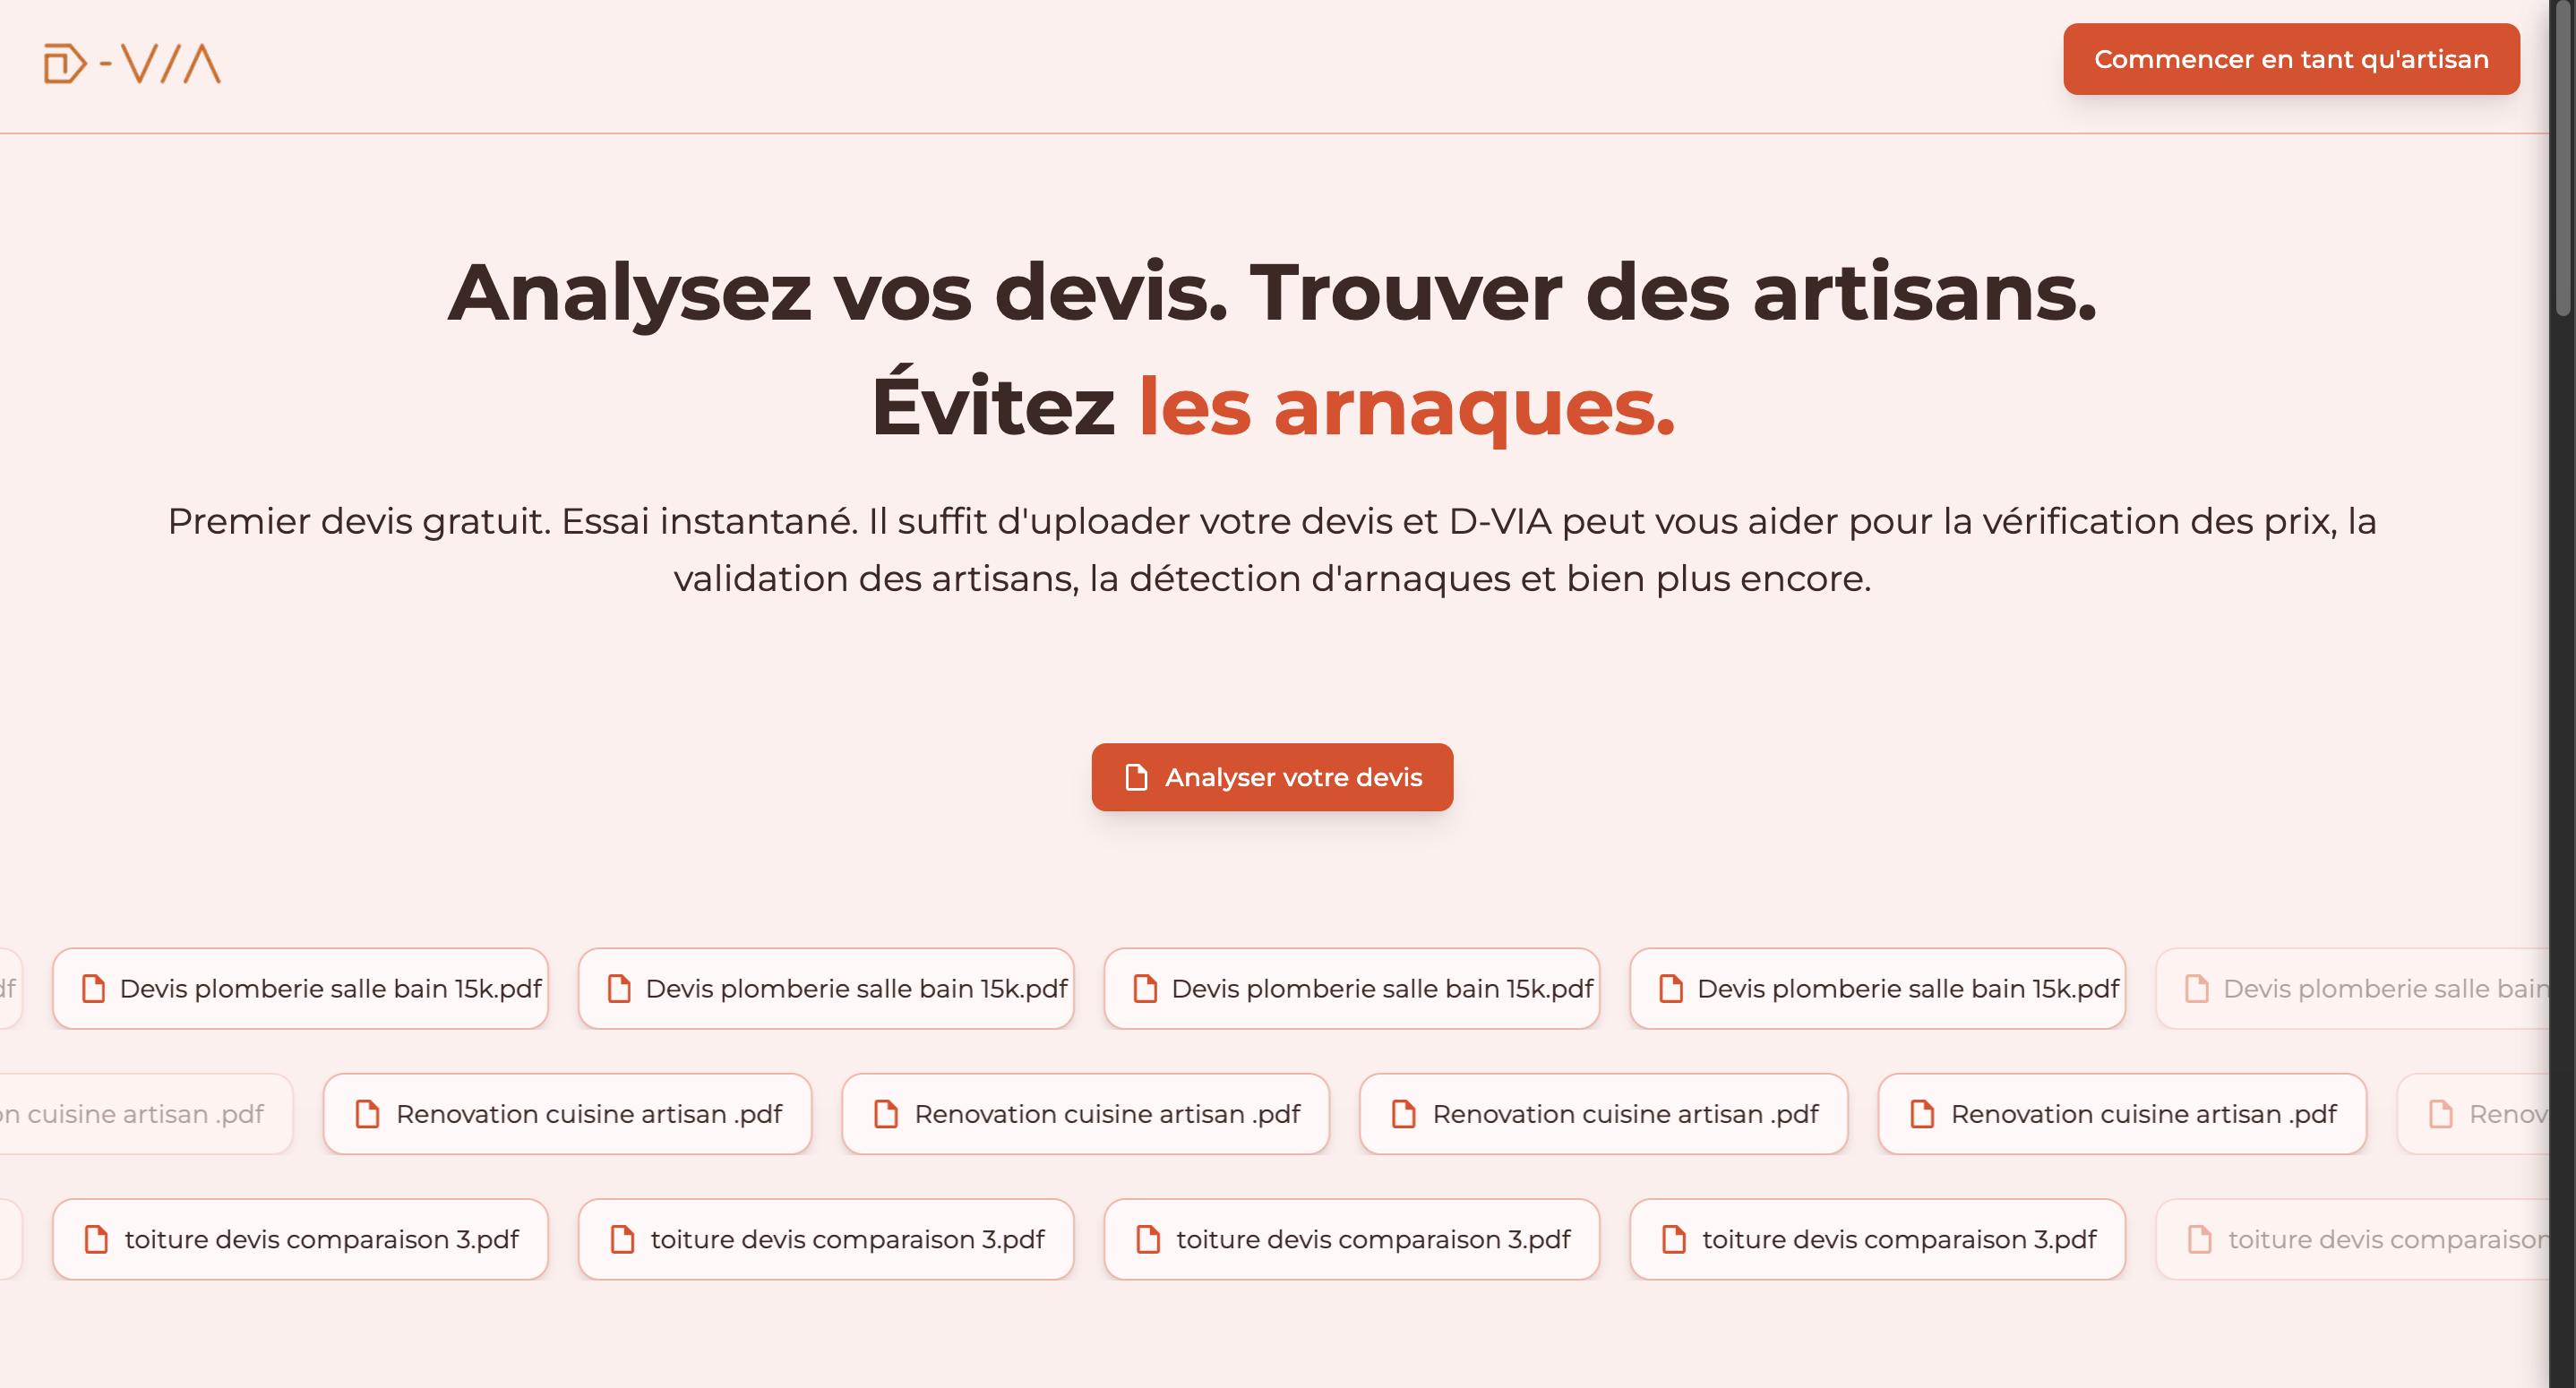 D-VIA
Commencer en tant qu'artisan
Analysez vos devis. Trouver des artisans.
Évitez les arnaques.
Premier devis gratuit. Essai instantané. Il suffit d'uploader votre devis et D-VIA peut vous aider pour la vérification des prix, la
validation des artisans, la détection d'arnaques et bien plus encore.
Analyser votre devis
df Devis plomberie salle bain 15k.pdf Devis plomberie salle bain 15k.pdf Devis plomberie salle bain 15k.pdf Devis plomberie salle bain 15k.pdf Devis plomberie salle bain
on cuisine artisan .pdf Renovation cuisine artisan .pdf Renovation cuisine artisan .pdf Renovation cuisine artisan .pdf Renovation cuisine artisan .pdf Renov
toiture devis comparaison 3.pdf toiture devis comparaison 3.pdf toiture devis comparaison 3.pdf toiture devis comparaison 3.pdf toiture devis comparaison